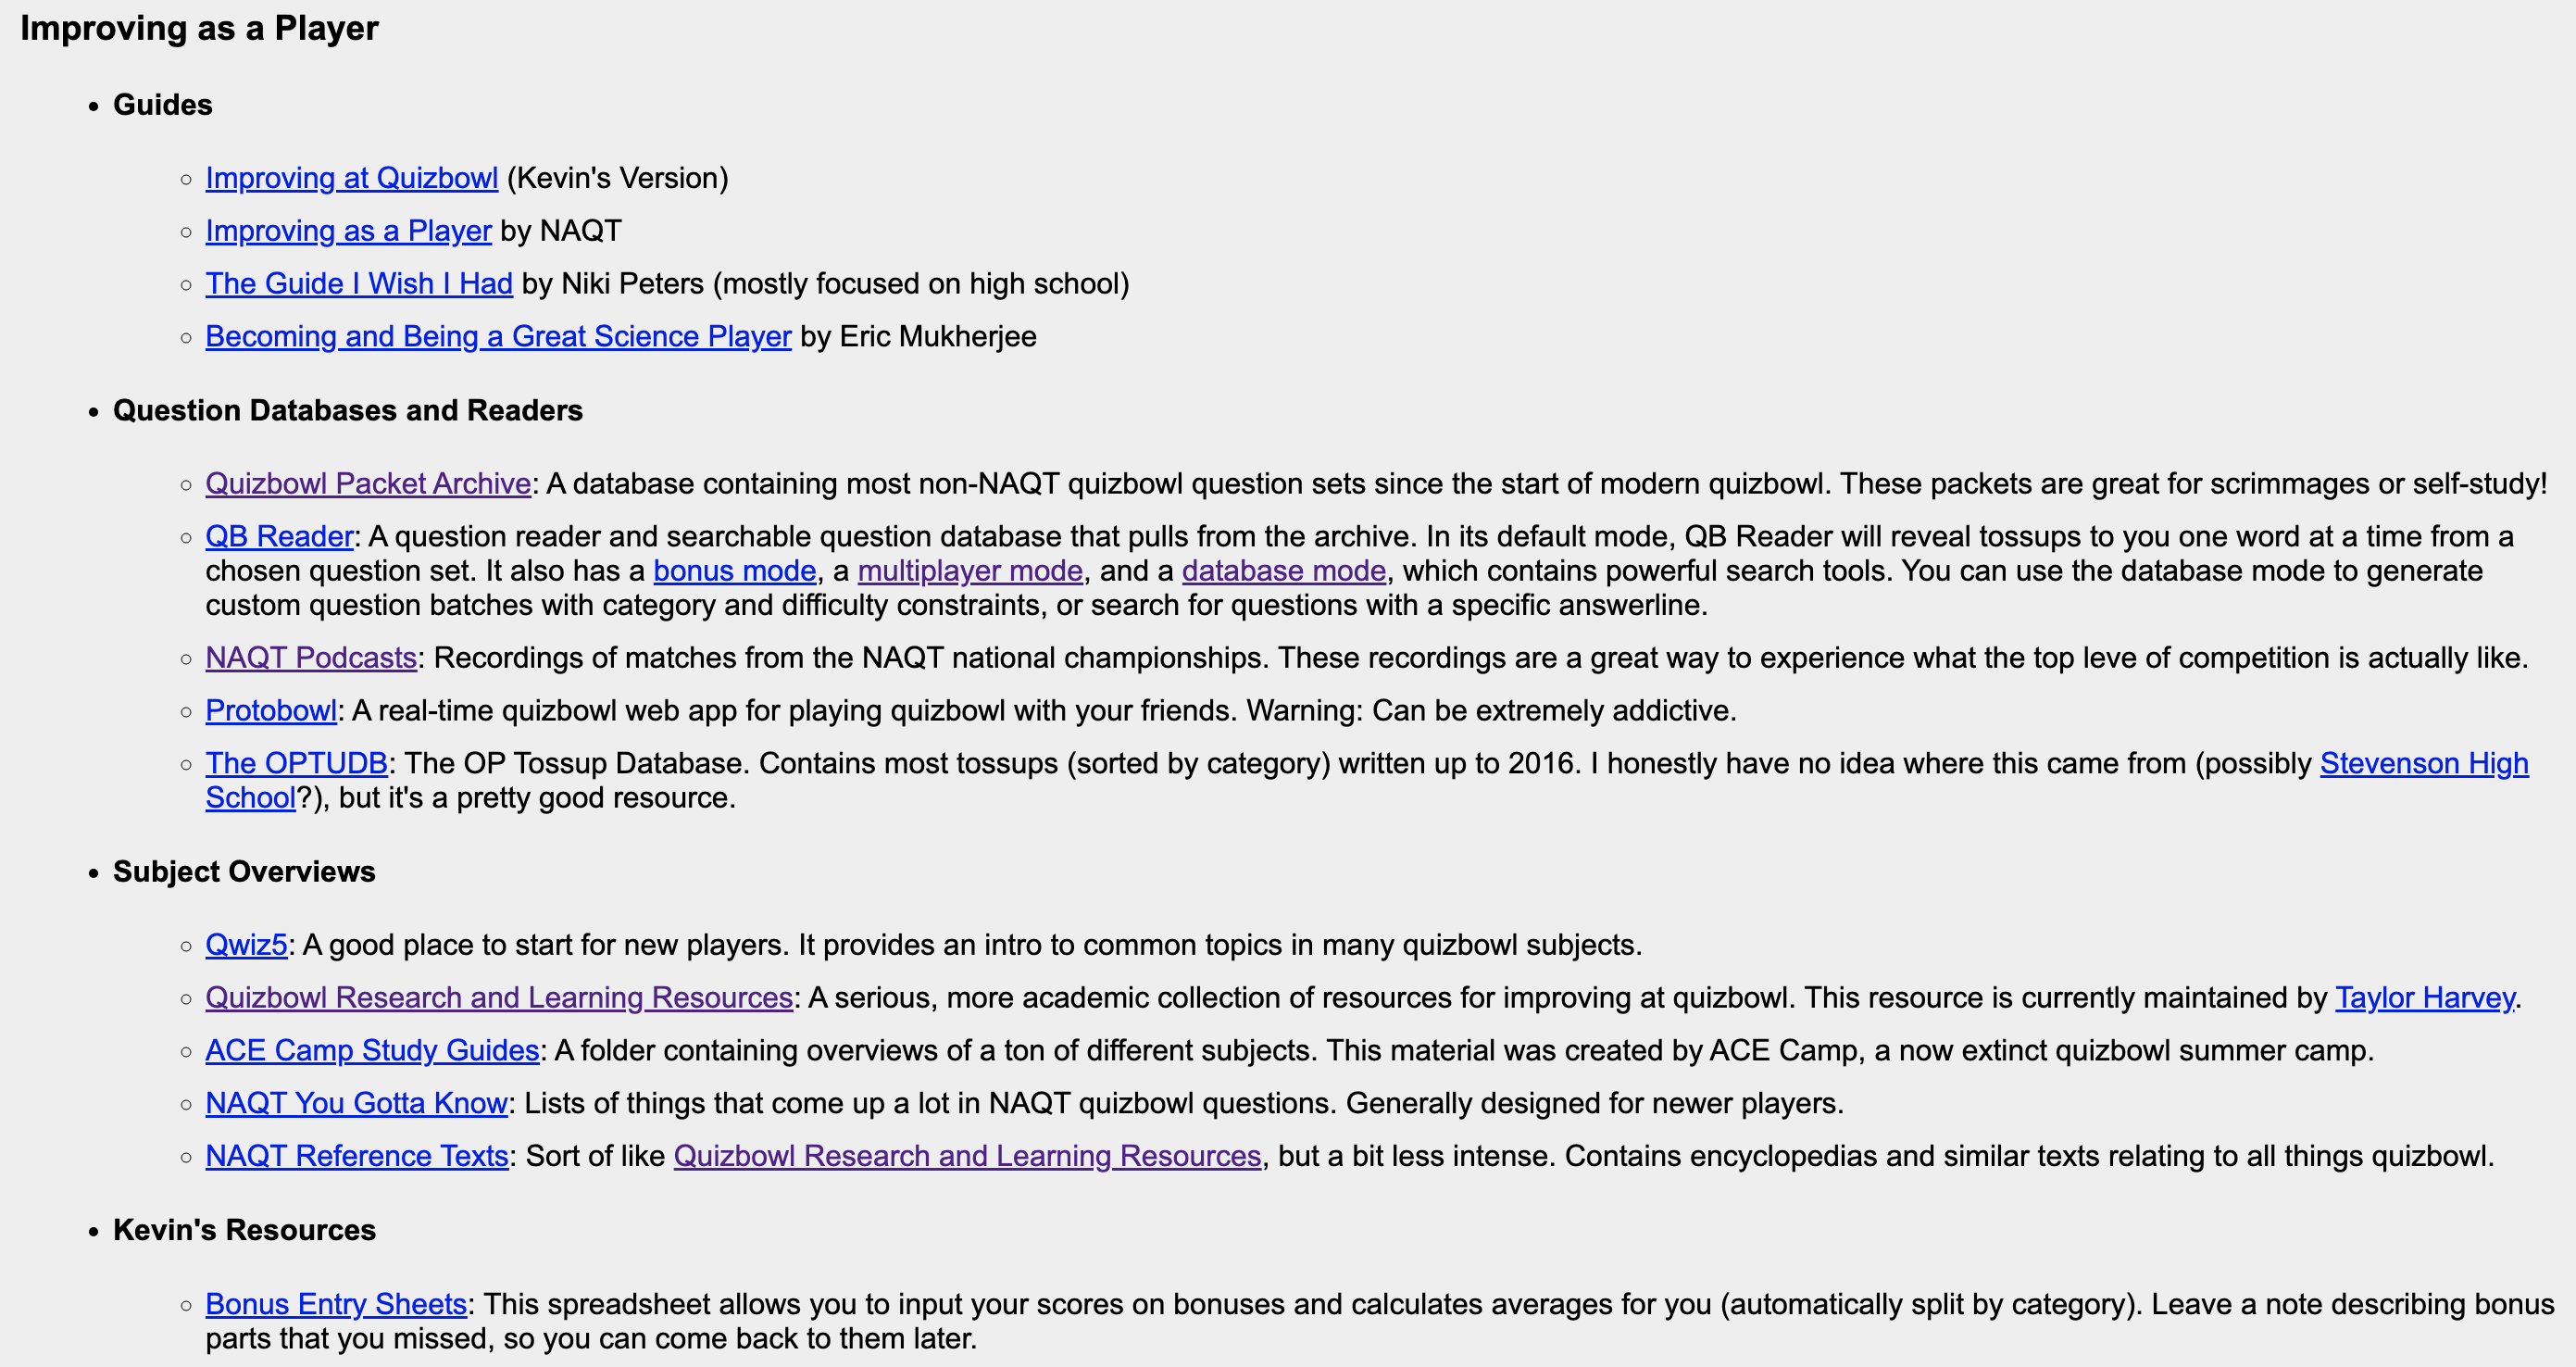 Improving as a Player
• Guides
○ Improving at Quizbowl (Kevin's Version)
○ Improving as a Player by NAQT
○ The Guide I Wish I Had by Niki Peters (mostly focused on high school)
○ Becoming and Being a Great Science Player by Eric Mukherjee
• Question Databases and Readers
○ Quizbowl Packet Archive: A database containing most non-NAQT quizbowl question sets since the start of modern quizbowl. These packets are great for scrimmages or self-study!
○ QB Reader: A question reader and searchable question database that pulls from the archive. In its default mode, QB Reader will reveal tossups to you one word at a time from a
chosen question set. It also has a bonus mode, a multiplayer mode, and a database mode, which contains powerful search tools. You can use the database mode to generate
custom question batches with category and difficulty constraints, or search for questions with a specific answerline.
○ NAQT Podcasts: Recordings of matches from the NAQT national championships. These recordings are a great way to experience what the top leve of competition is actually like.
○ Protobowl: A real-time quizbowl web app for playing quizbowl with your friends. Warning: Can be extremely addictive.
○ The OPTUDB: The OP Tossup Database. Contains most tossups (sorted by category) written up to 2016. I honestly have no idea where this came from (possibly Stevenson High
School?), but it's a pretty good resource.
• Subject Overviews
○ Qwiz5: A good place to start for new players. It provides an intro to common topics in many quizbowl subjects.
○ Quizbowl Research and Learning Resources: A serious, more academic collection of resources for improving at quizbowl. This resource is currently maintained by Taylor Harvey.
○ ACE Camp Study Guides: A folder containing overviews of a ton of different subjects. This material was created by ACE Camp, a now extinct quizbowl summer camp.
○ NAQT You Gotta Know: Lists of things that come up a lot in NAQT quizbowl questions. Generally designed for newer players.
○ NAQT Reference Texts: Sort of like Quizbowl Research and Learning Resources, but a bit less intense. Contains encyclopedias and similar texts relating to all things quizbowl.
• Kevin's Resources
○ Bonus Entry Sheets: This spreadsheet allows you to input your scores on bonuses and calculates averages for you (automatically split by category). Leave a note describing bonus
parts that you missed, so you can come back to them later.